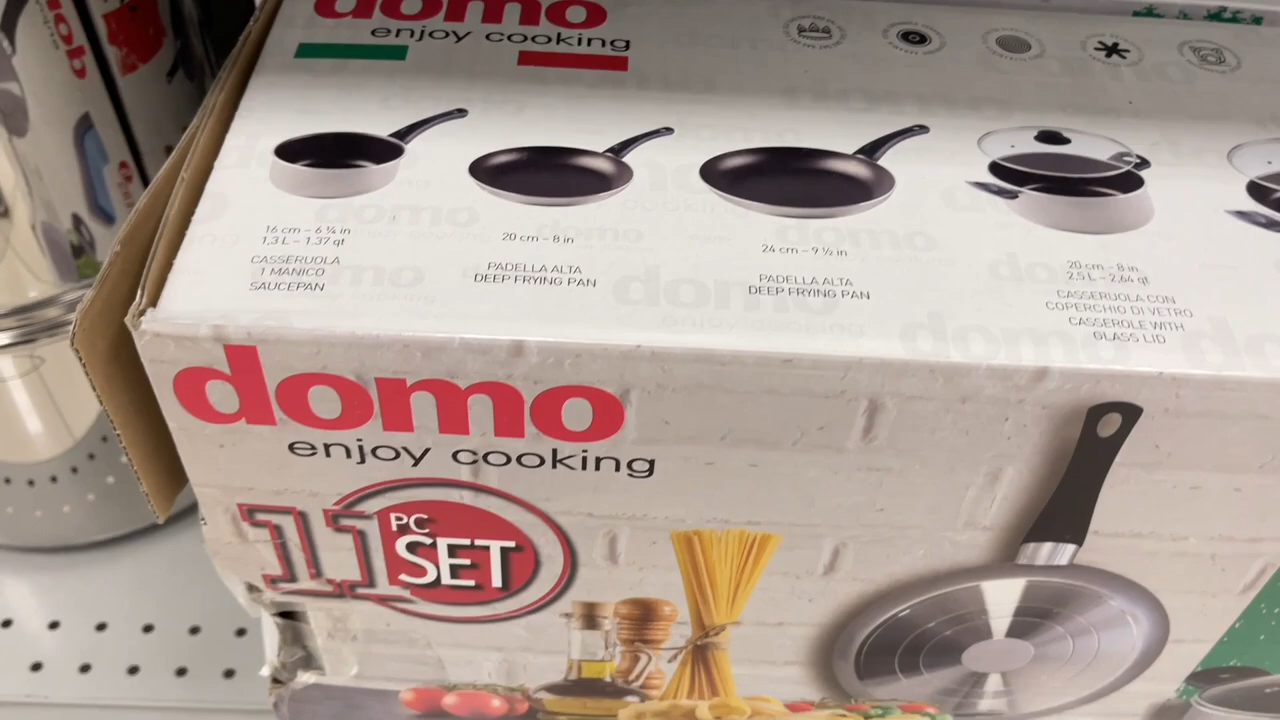 domo
enjoy cooking
16 cm – 6 ¼ in
1,3 L – 1.37 qt
CASSERUOLA
1 MANICO
SAUCEPAN
20 cm – 8 in
PADELLA ALTA
DEEP FRYING PAN
24 cm – 9 ½ in
PADELLA ALTA
DEEP FRYING PAN
20 cm – 8 in
2,5 L – 2,64 qt
CASSERUOLA CON
COPERCHIO DI VETRO
CASSEROLE WITH
GLASS LID
domo
enjoy cooking
11 PC
SET